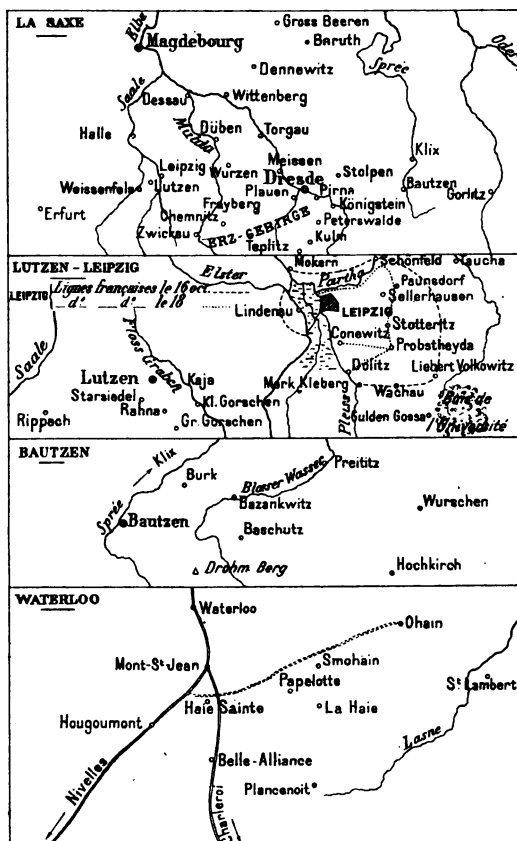 LA SAXE
Elbe
Gross Beeren
Magdebourg
Baruth
Oder
Dennewitz
Sprée
Saale
Dessau
Wittenberg
Mulda
Halle
Düben
Torgau
Klix
Leipzig
Wurzen
Meissen
Stolpen
Weissenfels
Lutzen
Dresde
Bautzen
Gorlitz
Plauen
Pirna
Erfurt
Chemnitz
Frayberg
Königstein
Peterswalde
Zwickau
ERZ-GEBIRGE
Kulm
Teplitz
LUTZEN-LEIPZIG
Elster
Mokern
Schönfeld
Taucha
Partha
LEIPZIG
Lignes françaises le 16 oct.
d.º d.º le 18
Paunsdorf
Sellerhausen
Lindenau
LEIPZIG
Stotteritz
Saale
Floss Graben
Conewitz
Probstheyda
Lutzen
Kaja
Dölitz
Liebert Volkowitz
Starsiedel
Mark Kleberg
Wachau
Rippach
Rahna
Kl. Gorschen
Pleuss
Gulden Gossa
Bois de
l'Université
Gr. Gorschen
BAUTZEN
Klix
Preititz
Burk
Blosser Wasser
Sprée
Bazankwitz
Wurschen
Bautzen
Baschutz
Drohm Berg
Hochkirch
WATERLOO
Waterloo
Ohain
Mont-St Jean
Smohain
Papelotte
St Lambert
Haie Sainte
La Haie
Hougoumont
Lasne
Belle-Alliance
Nivelles
Charleroi
Plancenoit